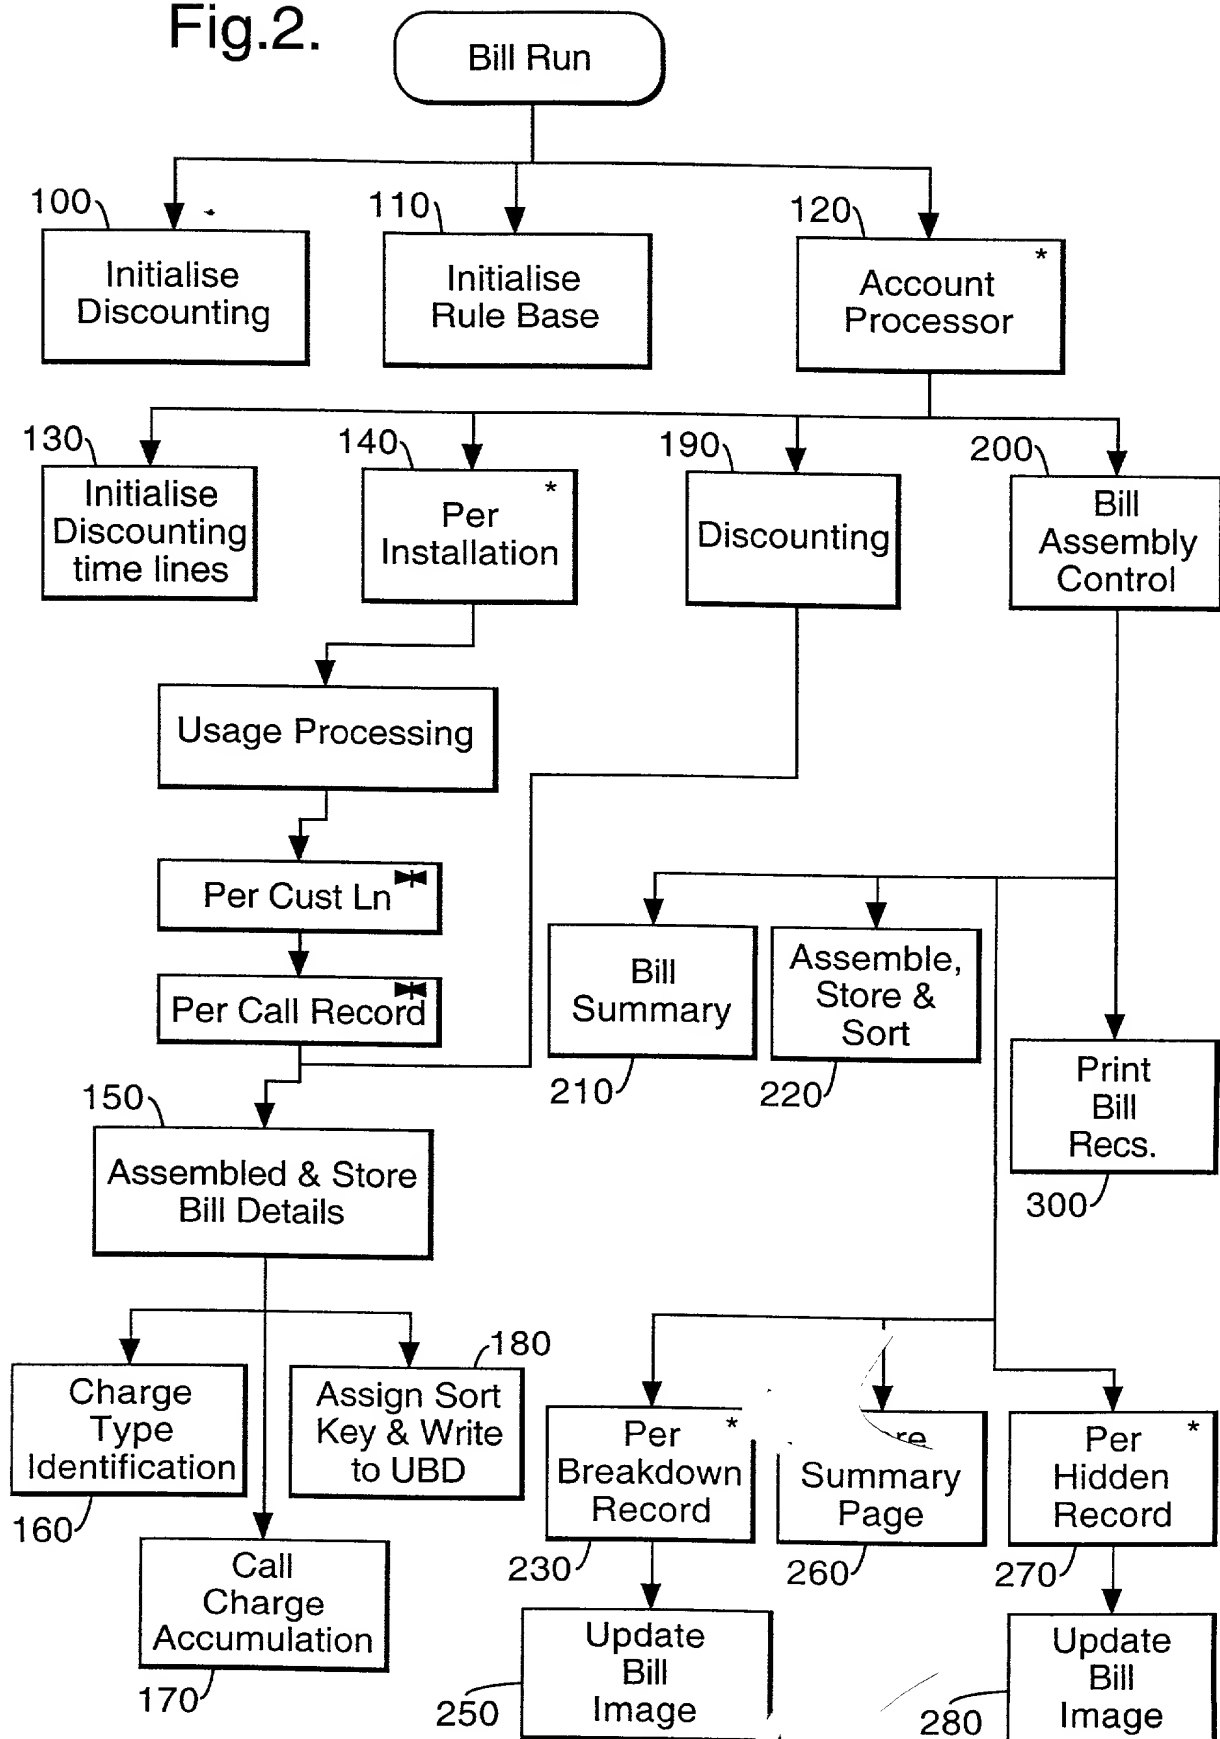 Fig.2.
Bill Run
100
110
120
Initialise
Discounting
Initialise
Rule Base
*
Account
Processor
130
140
190
200
Initialise
Discounting
time lines
*
Per
Installation
Discounting
Bill
Assembly
Control
Usage Processing
Per Cust Ln
Per Call Record
Bill
Summary
210
Assemble,
Store &
Sort
220
Print
Bill
Recs.
300
150
Assembled & Store
Bill Details
180
Charge
Type
Identification
160
Assign Sort
Key & Write
to UBD
Call
Charge
Accumulation
170
*
Per
Breakdown
Record
230
Summary
Page
260
*
Per
Hidden
Record
270
Update
Bill
Image
250
Update
Bill
Image
280